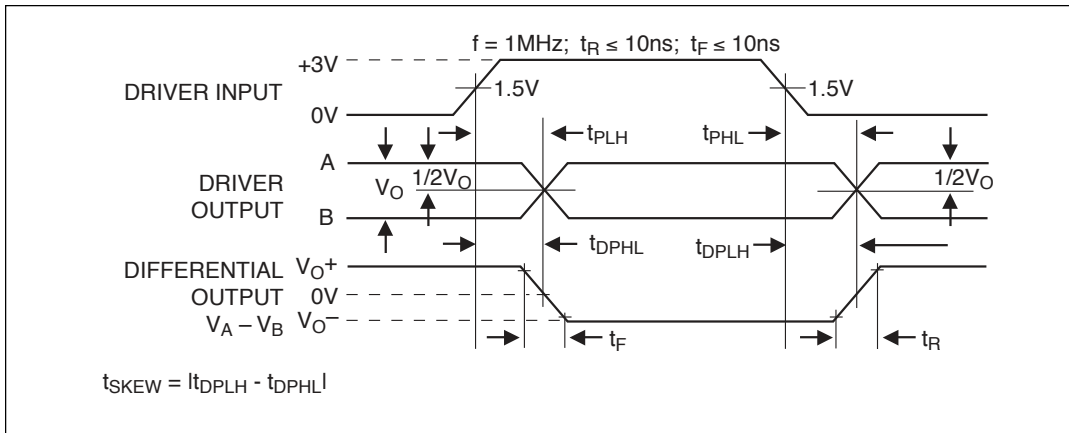 f = 1MHz; tR ≤ 10ns; tF ≤ 10ns
+3V
DRIVER INPUT
1.5V
1.5V
0V
tPLH
tPHL
A
DRIVER
OUTPUT
VO
1/2VO
1/2VO
B
tDPHL
tDPLH
DIFFERENTIAL
OUTPUT
VA – VB
VO+
0V
VO–
tF
tR
tSKEW = |tDPLH - tDPHL|